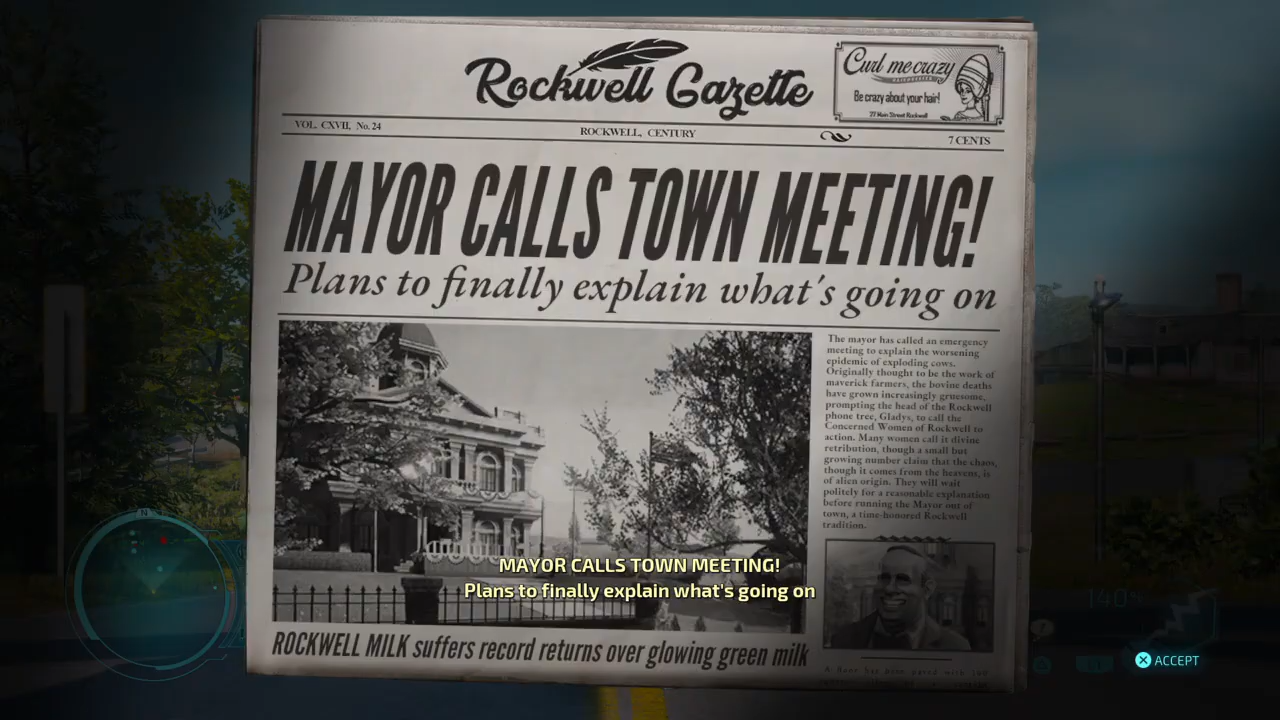 Rockwell Gazette
Curl me crazy
HAIRDRESSER
Be crazy about your hair!
27 Main Street Rockwell
VOL. CXVII, No. 24
ROCKWELL, CENTURY
7 CENTS
MAYOR CALLS TOWN MEETING!
Plans to finally explain what's going on
The mayor has called an emergency
meeting to explain the worsening
epidemic of exploding cows.
Originally thought to be the work of
maverick farmers, the bovine deaths
have grown increasingly gruesome,
prompting the head of the Rockwell
phone tree, Gladys, to call the
Concerned Women of Rockwell to
action. Many women call it divine
retribution, though a small but
growing number claim that the chaos,
though it comes from the heavens, is
of alien origin. They will wait
politely for a reasonable explanation
before running the Mayor out of
town, a time-honored Rockwell
tradition.
MAYOR CALLS TOWN MEETING!
Plans to finally explain what's going on
ROCKWELL MILK suffers record returns over glowing green milk
N
140%
ACCEPT